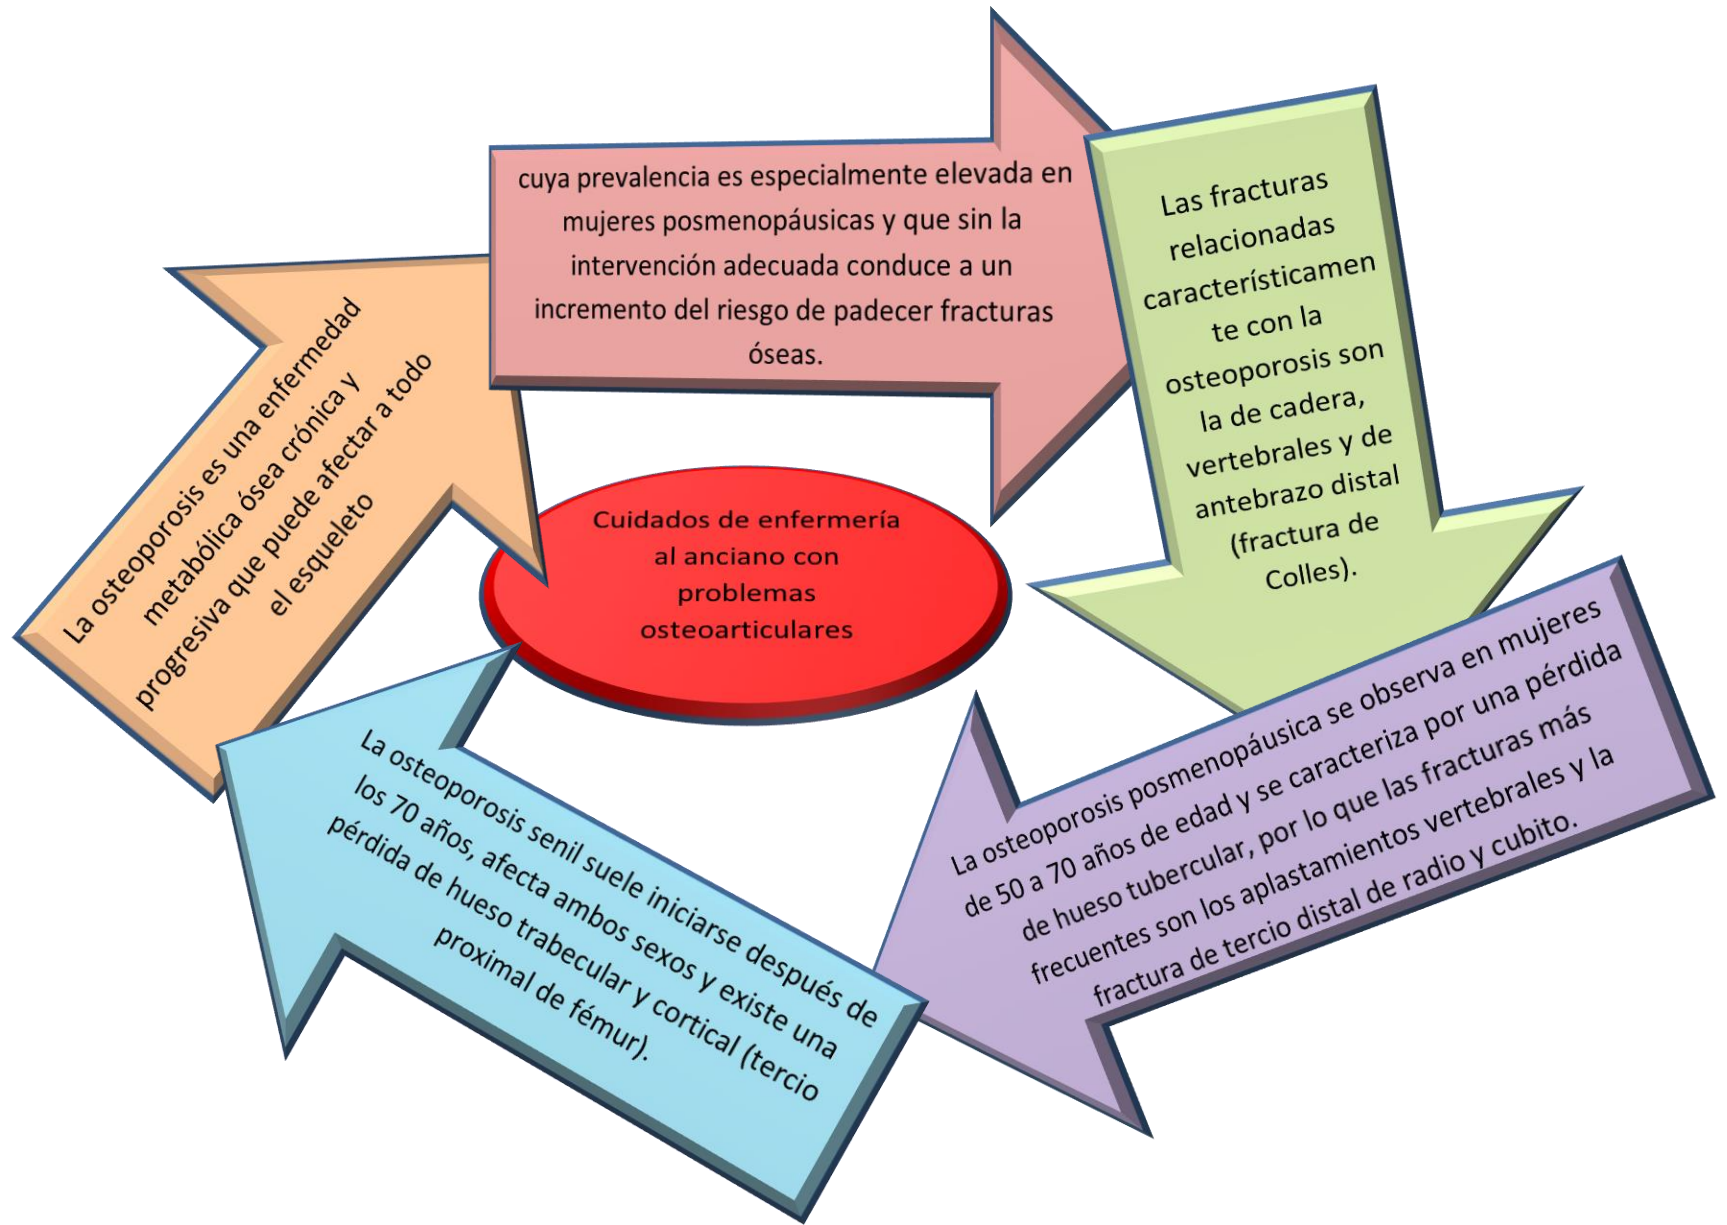 La osteoporosis es una enfermedad
metabólica ósea crónica y
progresiva que puede afectar a todo
el esqueleto
cuya prevalencia es especialmente elevada en
mujeres posmenopáusicas y que sin la
intervención adecuada conduce a un
incremento del riesgo de padecer fracturas
óseas.
Las fracturas
relacionadas
característicamen
te con la
osteoporosis son
la de cadera,
vertebrales y de
antebrazo distal
(fractura de
Colles).
La osteoporosis posmenopáusica se observa en mujeres
de 50 a 70 años de edad y se caracteriza por una pérdida
de hueso tubercular, por lo que las fracturas más
frecuentes son los aplastamientos vertebrales y la
fractura de tercio distal de radio y cubito.
La osteoporosis senil suele iniciarse después de
los 70 años, afecta ambos sexos y existe una
pérdida de hueso trabecular y cortical (tercio
proximal de fémur).
Cuidados de enfermería
al anciano con
problemas
osteoarticulares